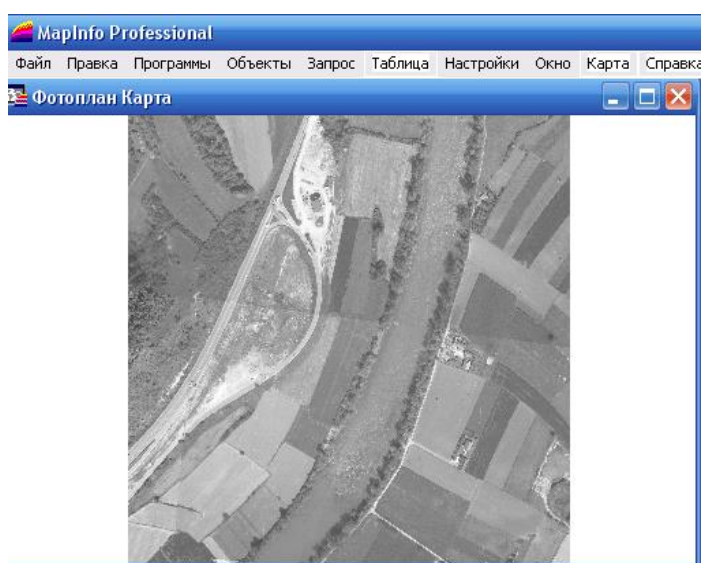 MapInfo Professional
Файл Правка Программы Объекты Запрос Таблица Настройки Окно Карта Справка
Фотоплан Карта